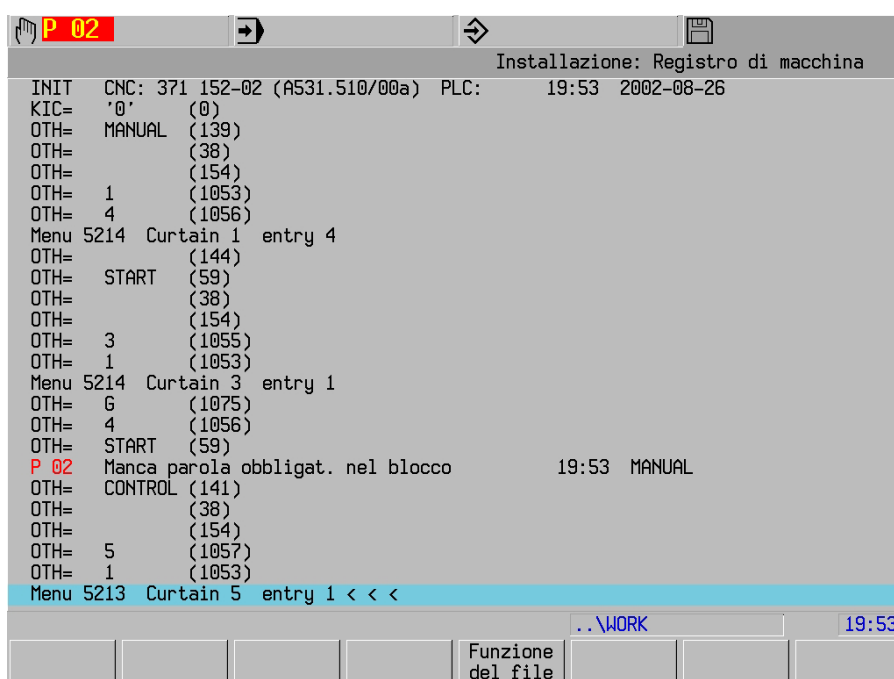 P 02
Installazione: Registro di macchina
INIT CNC: 371 152-02 (A531.510/00a) PLC: 19:53 2002-08-26
KIC= '0' (0)
OTH= MANUAL (139)
OTH= (38)
OTH= (154)
OTH= 1 (1053)
OTH= 4 (1056)
Menu 5214 Curtain 1 entry 4
OTH= (144)
OTH= START (59)
OTH= (38)
OTH= (154)
OTH= 3 (1055)
OTH= 1 (1053)
Menu 5214 Curtain 3 entry 1
OTH= G (1075)
OTH= 4 (1056)
OTH= START (59)
P 02 Manca parola obbligat. nel blocco 19:53 MANUAL
OTH= CONTROL (141)
OTH= (38)
OTH= (154)
OTH= 5 (1057)
OTH= 1 (1053)
Menu 5213 Curtain 5 entry 1 < < <
..\WORK 19:53
Funzione
del file